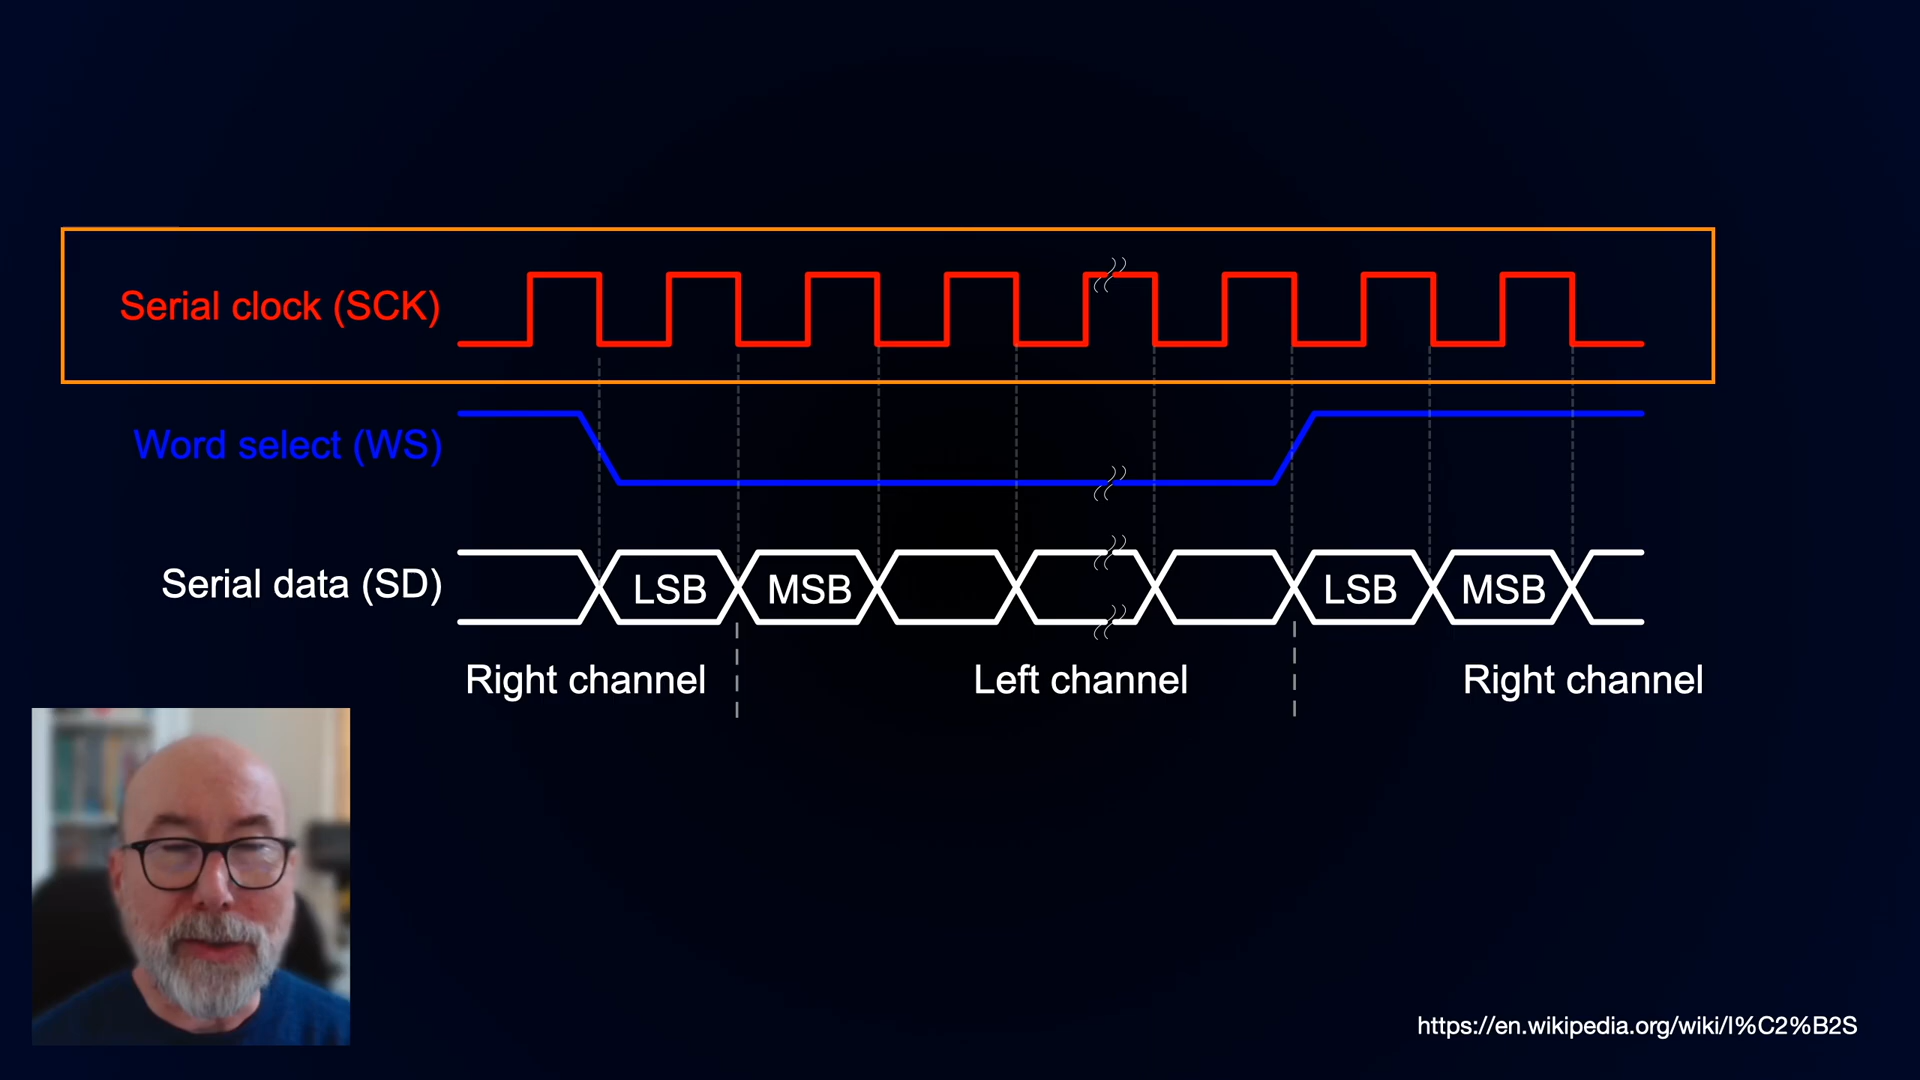 Serial clock (SCK)
Word select (WS)
Serial data (SD)
LSB MSB LSB MSB
Right channel Left channel Right channel
https://en.wikipedia.org/wiki/I%C2%B2S